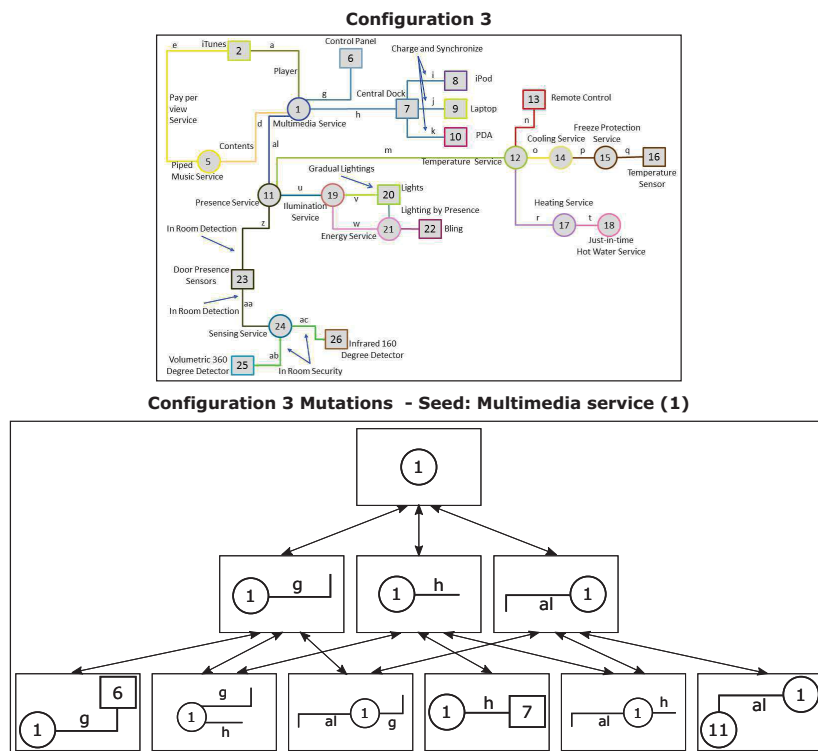 Configuration 3
Control Panel
6
e
iTunes
2
a
Player
g
Charge and Synchronize
Central Dock
7
i
8
iPod
j
9
Laptop
k
10
PDA
13
Remote Control
n
Pay per
view
Service
Contents
d
1
Multimedia Service
h
al
5
Piped
Music Service
m
Temperature Service
12
Cooling Service
o
14
p
Freeze Protection
Service
15
q
16
Temperature
Sensor
Gradual Lightings
Presence Service
11
u
19
Ilumination
Service
v
20
Lights
Lighting by Presence
w
Energy Service
21
22
Bling
Heating Service
r
17
t
18
Just-in-time
Hot Water Service
z
In Room Detection
Door Presence
Sensors
23
In Room Detection
aa
Sensing Service
24
ac
26
Infrared 160
Degree Detector
ab
Volumetric 360
Degree Detector
25
In Room Security
Configuration 3 Mutations - Seed: Multimedia service (1)
1
1 g
1 h
al 1
1 g 6
1 g h
al 1 g
1 h 7
al 1 h
11 al 1